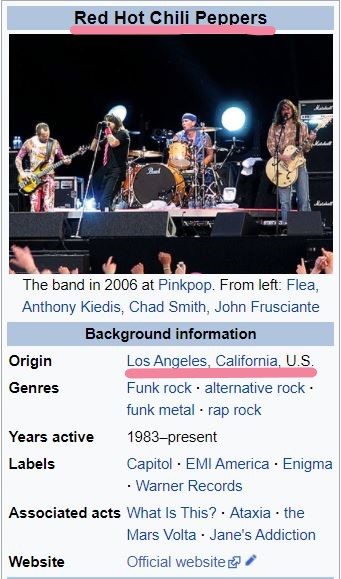 Red Hot Chili Peppers
Marshall
Marshall
Pearl
The band in 2006 at Pinkpop. From left: Flea,
Anthony Kiedis, Chad Smith, John Frusciante
Background information
Origin Los Angeles, California, U.S.
Genres Funk rock · alternative rock ·
funk metal · rap rock
Years active 1983–present
Labels Capitol · EMI America · Enigma
· Warner Records
Associated acts What Is This? · Ataxia · the
Mars Volta · Jane's Addiction
Website Official website